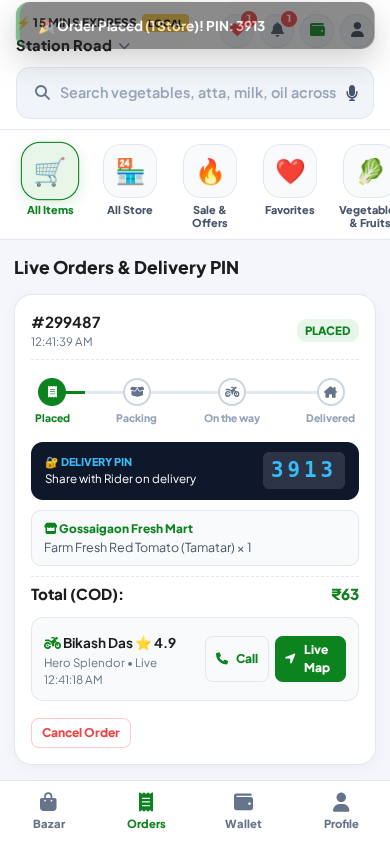 ⚡ 15 MINS EXPRESS LOCAL
🎉 Order Placed (1 Store)! PIN: 3913
1
1
Station Road
Search vegetables, atta, milk, oil across
All Items
All Store
Sale &
Offers
Favorites
Vegetable
& Fruits
Live Orders & Delivery PIN
#299487
12:41:39 AM
PLACED
Placed
Packing
On the way
Delivered
🔐 DELIVERY PIN
Share with Rider on delivery
3913
Gossaigaon Fresh Mart
Farm Fresh Red Tomato (Tamatar) × 1
Total (COD):
₹63
Bikash Das ⭐ 4.9
Hero Splendor • Live
12:41:18 AM
Call
Live
Map
Cancel Order
Bazar
Orders
Wallet
Profile